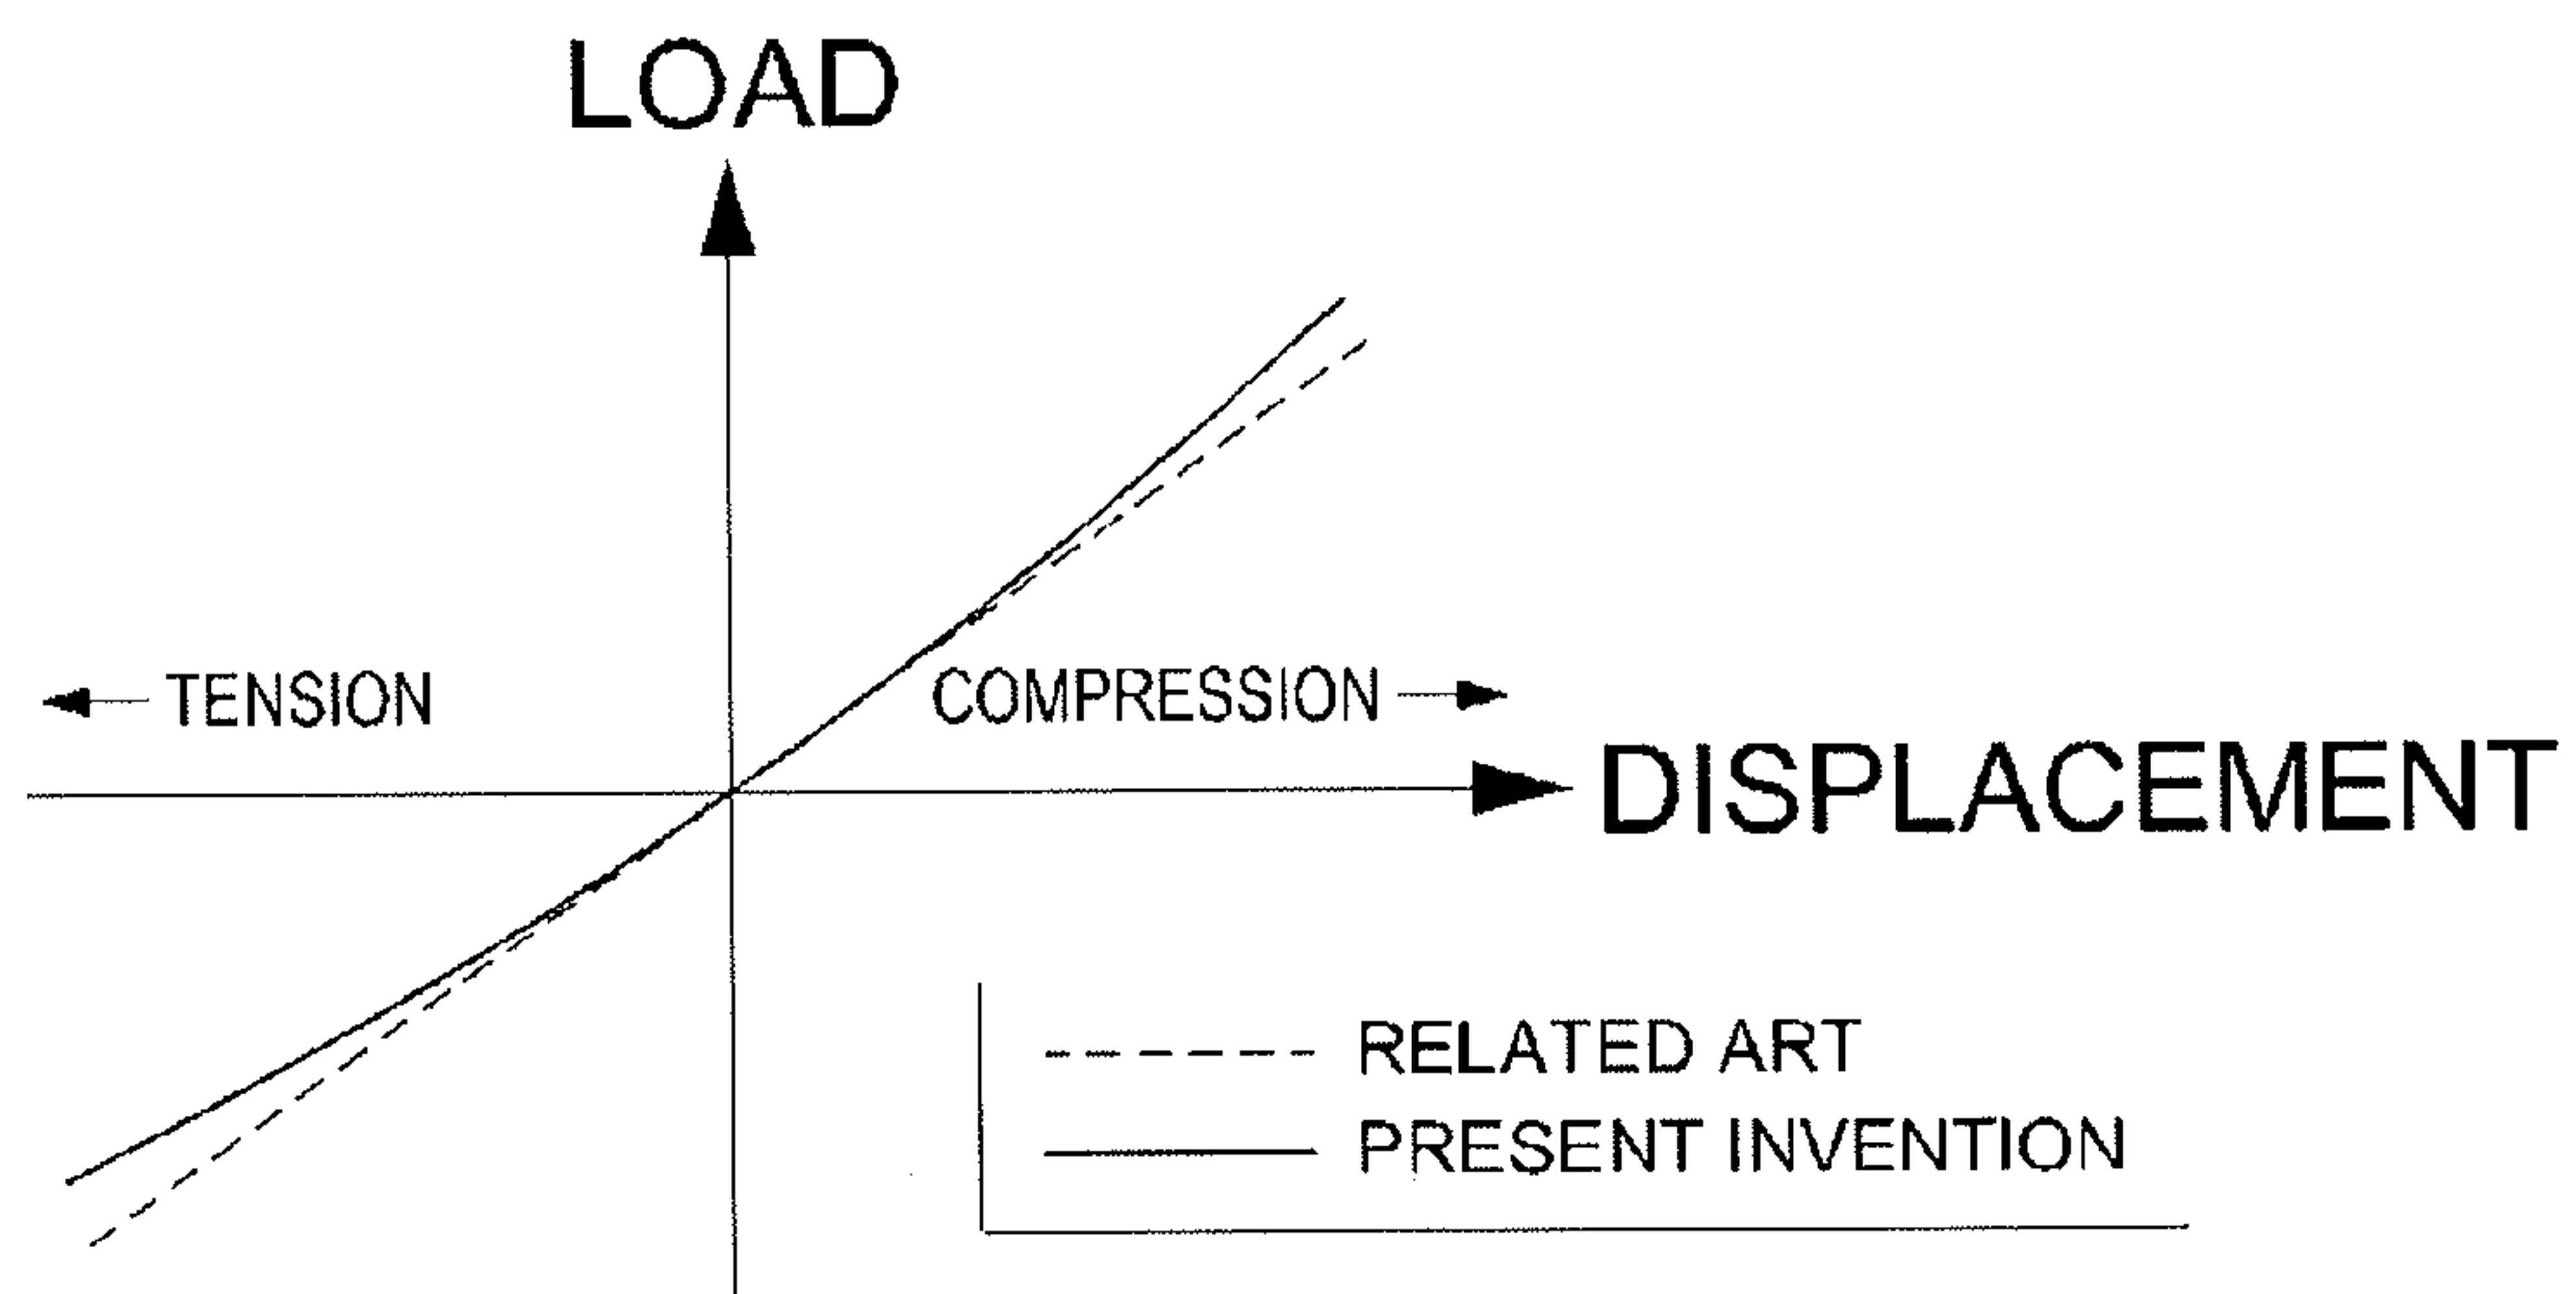 LOAD
TENSION
COMPRESSION
DISPLACEMENT
RELATED ART
PRESENT INVENTION